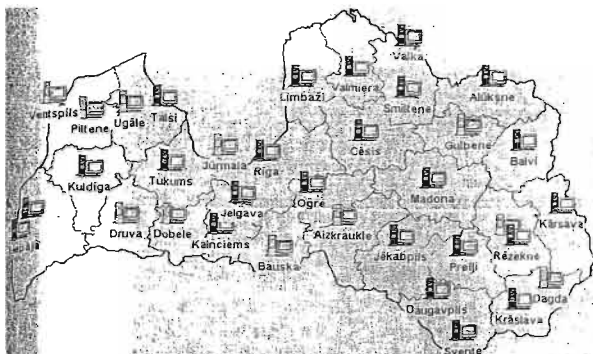 Valka
Limbaži
Valmiera
Smiltene
Alūksne
Ventspils
Piltene
Ugāle
Talsi
Cēsis
Gulbene
Balvi
Jūrmala
Rīga
Kuldīga
Tukums
Jelgava
Ogre
Madona
Kārsava
Druva
Dobele
Kalnciems
Aizkraukle
Jēkabpils
Preiļi
Rēzekne
Bauska
Daugavpils
Dagda
Krāslava
Svente